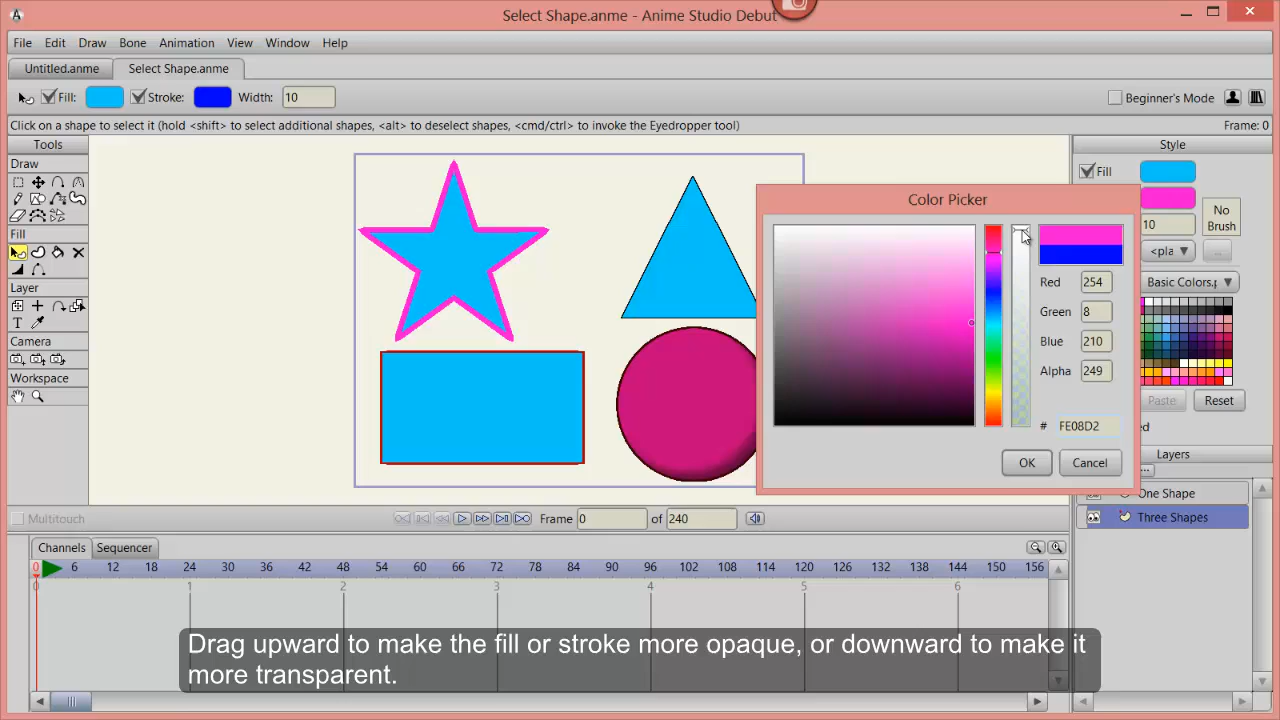 Select Shape.anme - Anime Studio Debut
File Edit Draw Bone Animation View Window Help
Untitled.anme Select Shape.anme
Fill: Stroke: Width: 10 Beginner's Mode
Click on a shape to select it (hold <shift> to select additional shapes, <alt> to deselect shapes, <cmd/ctrl> to invoke the Eyedropper tool) Frame: 0
Tools
Draw
Fill
Layer
Camera
Workspace
Style
Fill
10
No
Brush
<pla
Basic Colors.p
Paste Reset
ed
Color Picker
Red 254
Green 8
Blue 210
Alpha 249
# FE08D2
OK Cancel
Layers
One Shape
Three Shapes
Multitouch Frame 0 of 240
Channels Sequencer
0 6 12 18 24 30 36 42 48 54 60 66 72 78 84 90 96 102 108 114 120 126 132 138 144 150 156
0 1 2 3 4 5 6
Drag upward to make the fill or stroke more opaque, or downward to make it
more transparent.